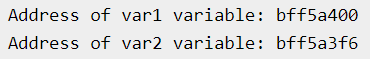 Address of var1 variable: bff5a400
Address of var2 variable: bff5a3f6